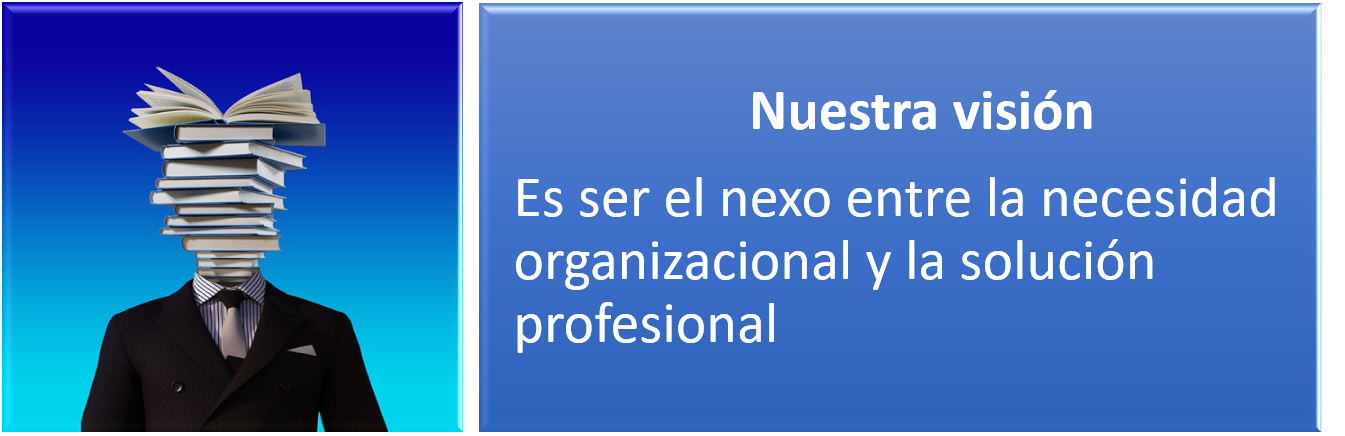 Nuestra visión
Es ser el nexo entre la necesidad
organizacional y la solución
profesional